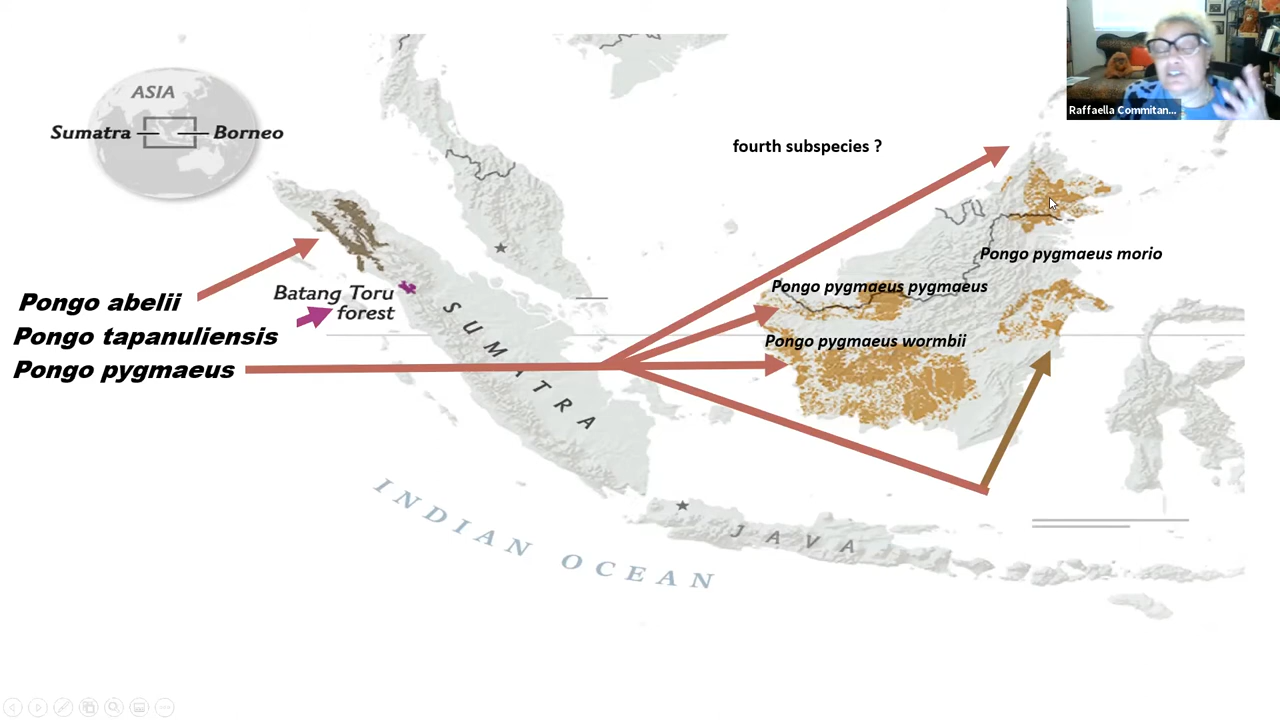 Raffaella Commitan...
ASIA
Sumatra
Borneo
fourth subspecies ?
Pongo pygmaeus morio
Pongo pygmaeus pygmaeus
Pongo abelii
Batang Toru
forest
Pongo tapanuliensis
Pongo pygmaeus wormbii
Pongo pygmaeus
SUMATRA
INDIAN OCEAN
JAVA